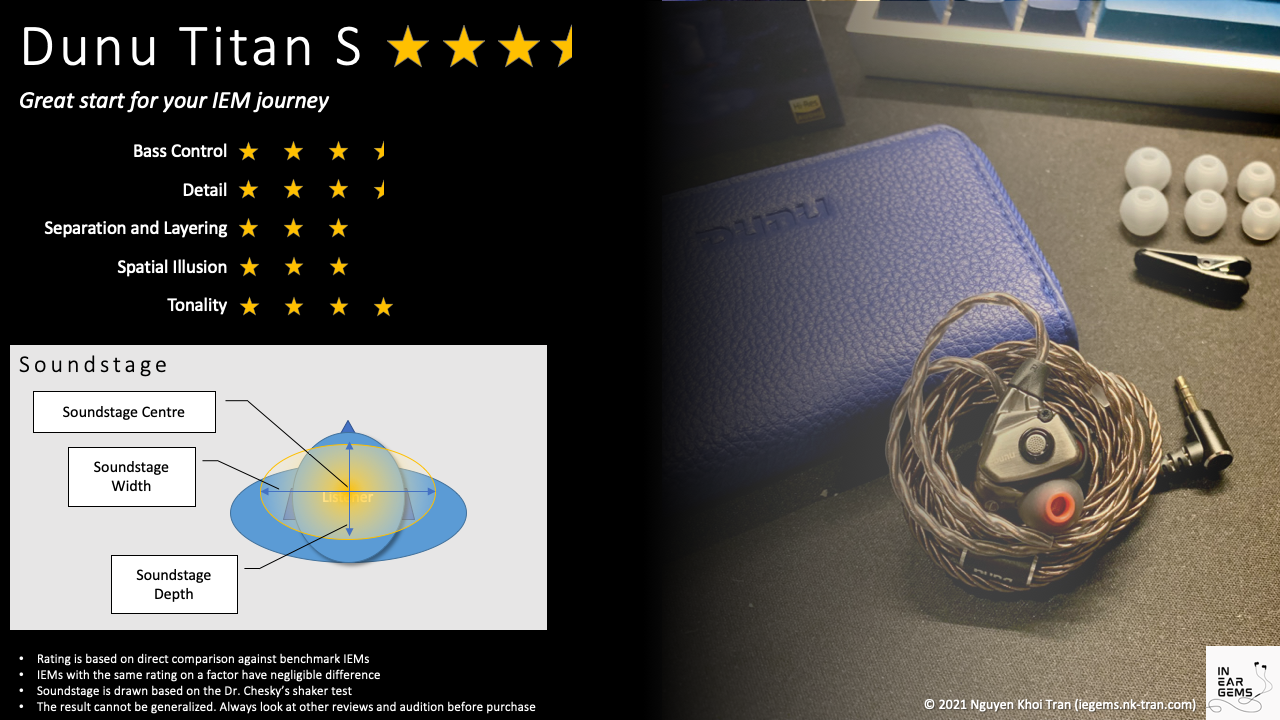 Dunu Titan S
Great start for your IEM journey
Bass Control
Detail
Separation and Layering
Spatial Illusion
Tonality
Soundstage
Soundstage Centre
Soundstage
Width
Listener
Soundstage
Depth
• Rating is based on direct comparison against benchmark IEMs
• IEMs with the same rating on a factor have negligible difference
• Soundstage is drawn based on the Dr. Chesky's shaker test
• The result cannot be generalized. Always look at other reviews and audition before purchase
Hi-Res
DUNU
DUNU
© 2021 Nguyen Khoi Tran (iegems.nk-tran.com)
IN
EAR
GEMS